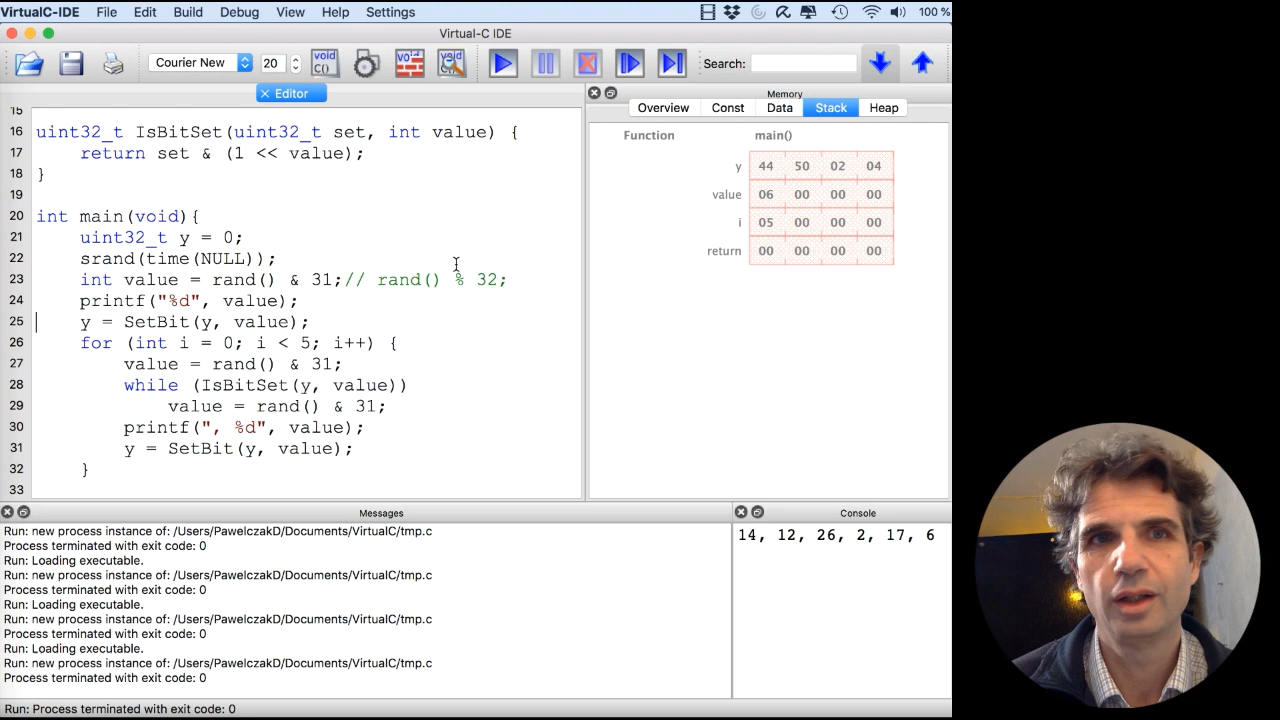 VirtualC-IDE File Edit Build Debug View Help Settings 100 %
Virtual-C IDE
Courier New 20 void C() void void C() Search:
Editor
Memory
Overview Const Data Stack Heap
Function main()
y 44 50 02 04
value 06 00 00 00
i 05 00 00 00
return 00 00 00 00
15
16 uint32_t IsBitSet(uint32_t set, int value) {
17 return set & (1 << value);
18 }
19
20 int main(void){
21 uint32_t y = 0;
22 srand(time(NULL));
23 int value = rand() & 31;// rand() % 32;
24 printf("%d", value);
25 y = SetBit(y, value);
26 for (int i = 0; i < 5; i++) {
27 value = rand() & 31;
28 while (IsBitSet(y, value))
29 value = rand() & 31;
30 printf(", %d", value);
31 y = SetBit(y, value);
32 }
33
Messages
Run: new process instance of: /Users/PawelczakD/Documents/VirtualC/tmp.c
Process terminated with exit code: 0
Run: Loading executable.
Run: new process instance of: /Users/PawelczakD/Documents/VirtualC/tmp.c
Process terminated with exit code: 0
Run: Loading executable.
Run: new process instance of: /Users/PawelczakD/Documents/VirtualC/tmp.c
Process terminated with exit code: 0
Run: Loading executable.
Run: new process instance of: /Users/PawelczakD/Documents/VirtualC/tmp.c
Process terminated with exit code: 0
Console
14, 12, 26, 2, 17, 6
Run: Process terminated with exit code: 0